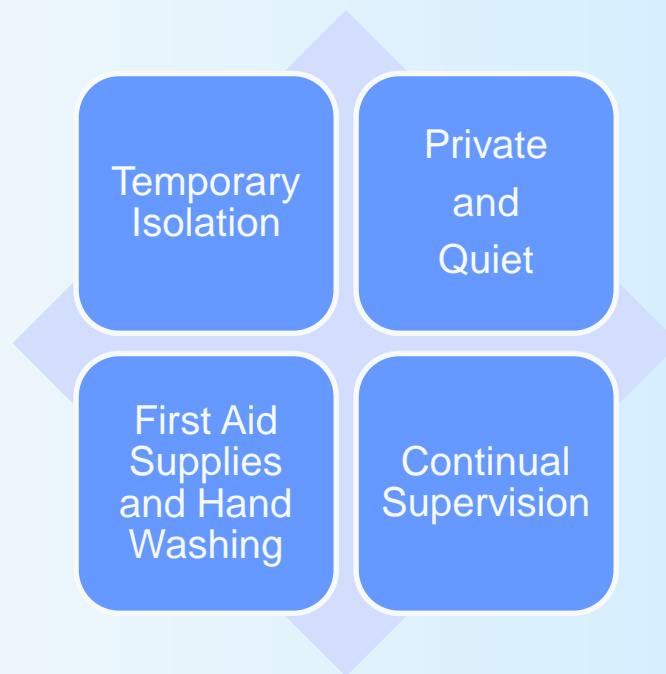 Temporary
Isolation
Private
and
Quiet
First Aid
Supplies
and Hand
Washing
Continual
Supervision